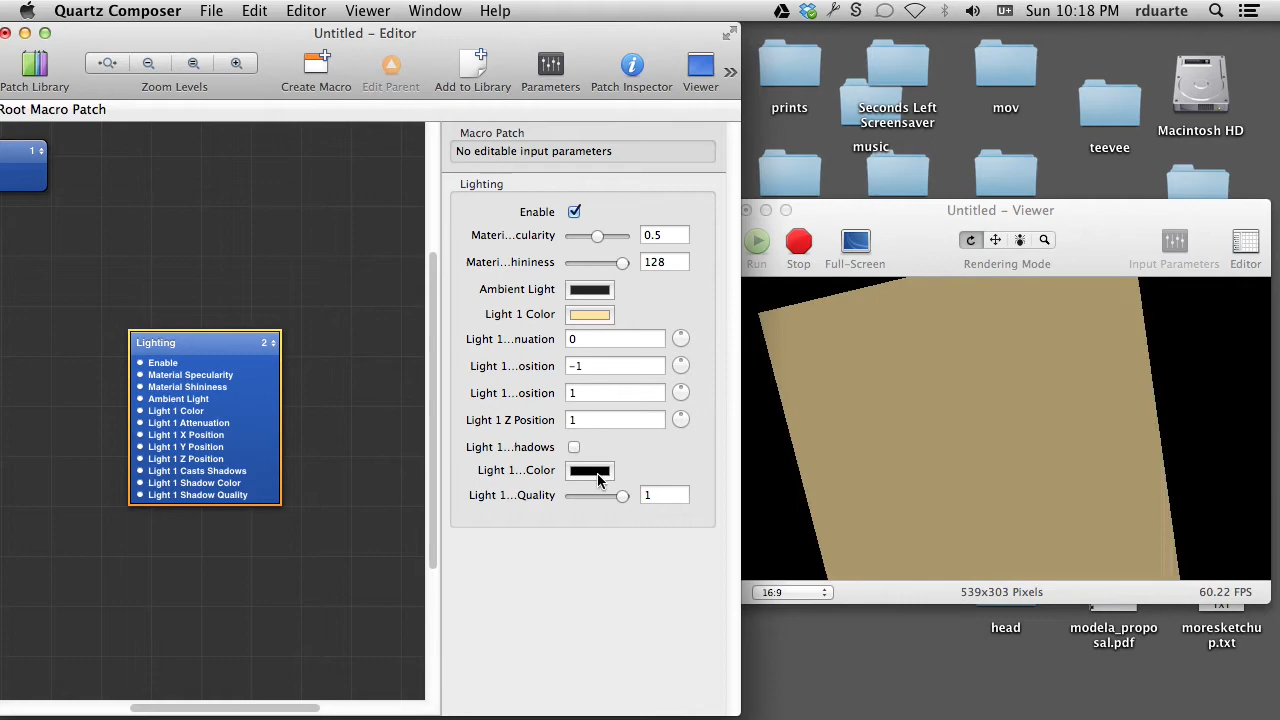 Quartz Composer File Edit Editor Viewer Window Help
Sun 10:18 PM rduarte
Untitled – Editor
Patch Library
Zoom Levels
Create Macro
Edit Parent
Add to Library
Parameters
Patch Inspector
Viewer
Root Macro Patch
1
Lighting 2
Enable
Material Specularity
Material Shininess
Ambient Light
Light 1 Color
Light 1 Attenuation
Light 1 X Position
Light 1 Y Position
Light 1 Z Position
Light 1 Casts Shadows
Light 1 Shadow Color
Light 1 Shadow Quality
Macro Patch
No editable input parameters
Lighting
Enable
Materi...cularity 0.5
Materi...hininess 128
Ambient Light
Light 1 Color
Light 1...nuation 0
Light 1...osition −1
Light 1...osition 1
Light 1 Z Position 1
Light 1...hadows
Light 1...Color
Light 1...Quality 1
prints
Seconds Left
Screensaver
music
mov
teevee
Macintosh HD
Untitled – Viewer
Run
Stop
Full-Screen
Rendering Mode
Input Parameters
Editor
16:9
539x303 Pixels
60.22 FPS
head
modela_propo
sal.pdf
TXT
moresketchu
p.txt